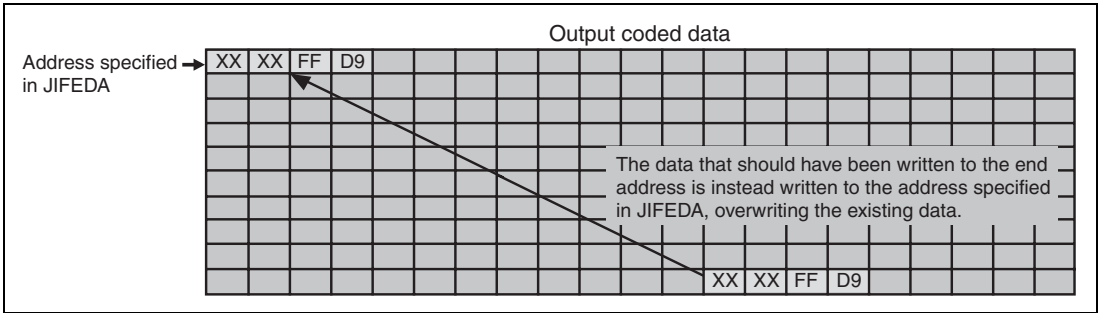 Output coded data
Address specified
in JIFEDA
XX XX FF D9
The data that should have been written to the end
address is instead written to the address specified
in JIFEDA, overwriting the existing data.
XX XX FF D9